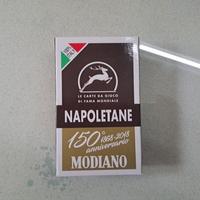 LE CARTE DA GIOCO
DI FAMA MONDIALE
NAPOLETANE
150°
1868-2018
anniversario
MODIANO